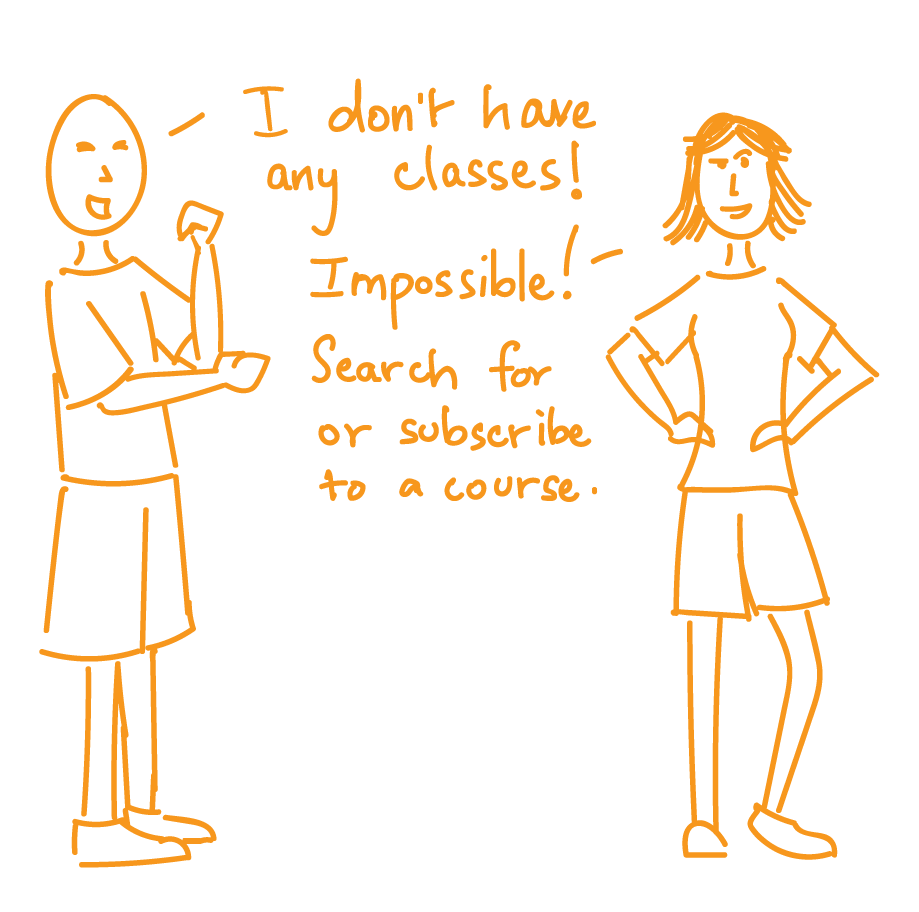 I don't have
any classes!
Impossible!
Search for
or subscribe
to a course.